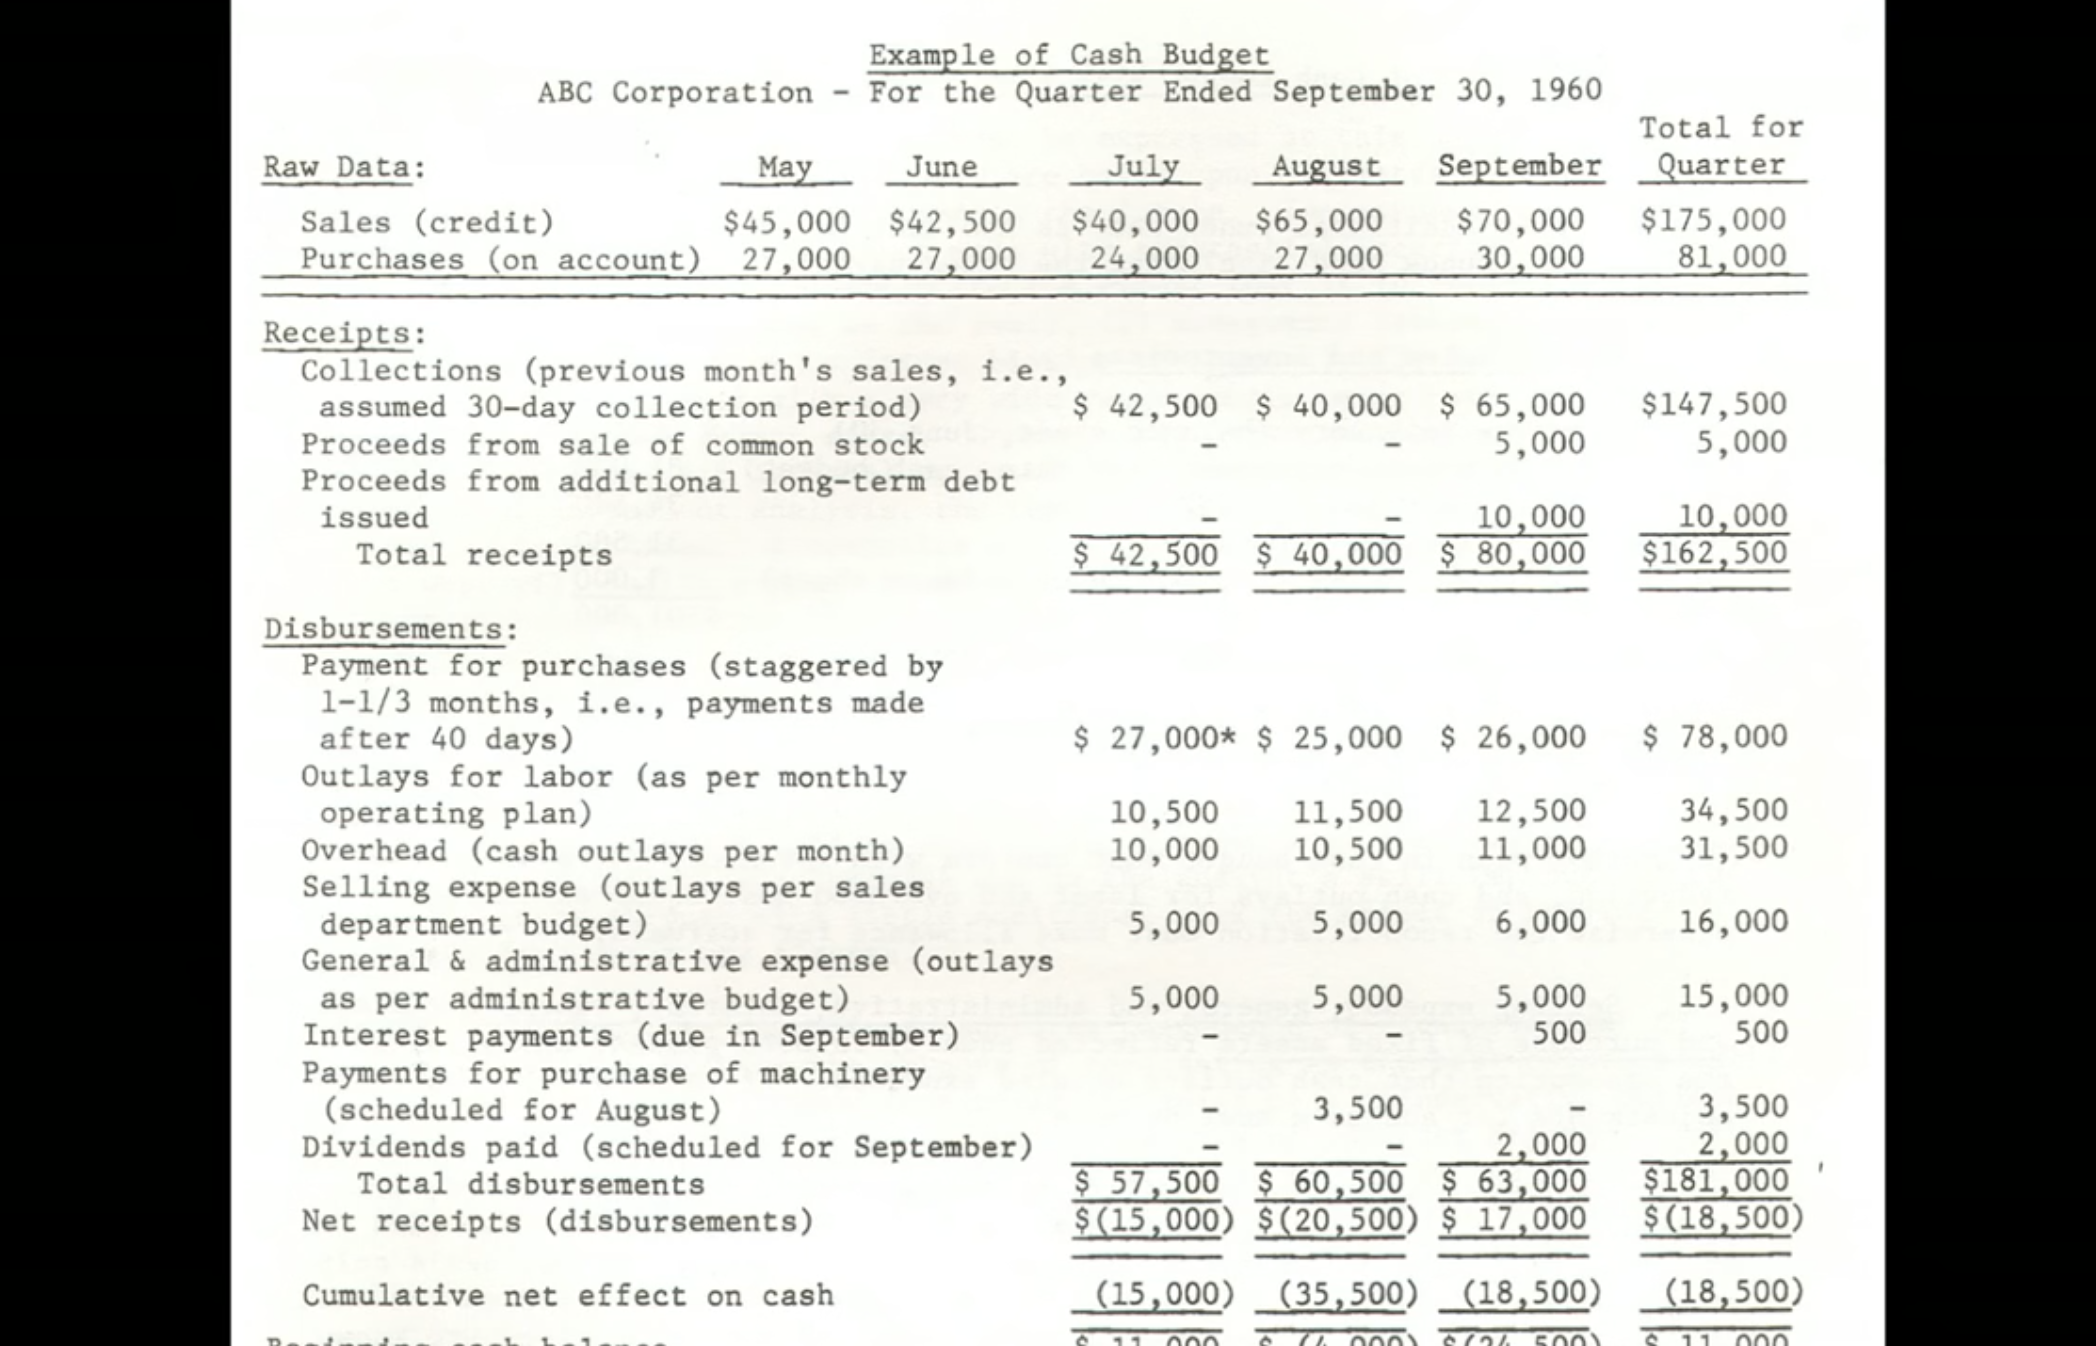 Example of Cash Budget
ABC Corporation - For the Quarter Ended September 30, 1960
Total for
Raw Data: May June July August September Quarter
Sales (credit) $45,000 $42,500 $40,000 $65,000 $70,000 $175,000
Purchases (on account) 27,000 27,000 24,000 27,000 30,000 81,000
Receipts:
Collections (previous month's sales, i.e.,
assumed 30-day collection period) $ 42,500 $ 40,000 $ 65,000 $147,500
Proceeds from sale of common stock - - 5,000 5,000
Proceeds from additional long-term debt
issued - - 10,000 10,000
Total receipts $ 42,500 $ 40,000 $ 80,000 $162,500
Disbursements:
Payment for purchases (staggered by
1-1/3 months, i.e., payments made
after 40 days) $ 27,000* $ 25,000 $ 26,000 $ 78,000
Outlays for labor (as per monthly
operating plan) 10,500 11,500 12,500 34,500
Overhead (cash outlays per month) 10,000 10,500 11,000 31,500
Selling expense (outlays per sales
department budget) 5,000 5,000 6,000 16,000
General & administrative expense (outlays
as per administrative budget) 5,000 5,000 5,000 15,000
Interest payments (due in September) - - 500 500
Payments for purchase of machinery
(scheduled for August) - 3,500 - 3,500
Dividends paid (scheduled for September) - - 2,000 2,000
Total disbursements $ 57,500 $ 60,500 $ 63,000 $181,000
Net receipts (disbursements) $(15,000) $(20,500) $ 17,000 $(18,500)
Cumulative net effect on cash (15,000) (35,500) (18,500) (18,500)
Beginning cash balance $ 11,000 $ (4,000) $(24,500) $ 11,000